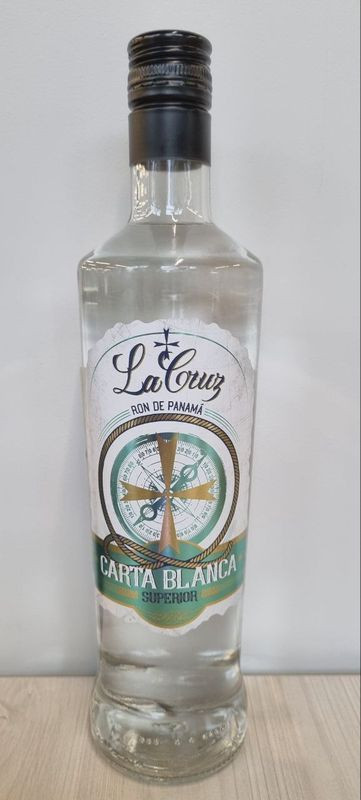 La Cruz
RON DE PANAMÁ
CARTA BLANCA
SUPERIOR